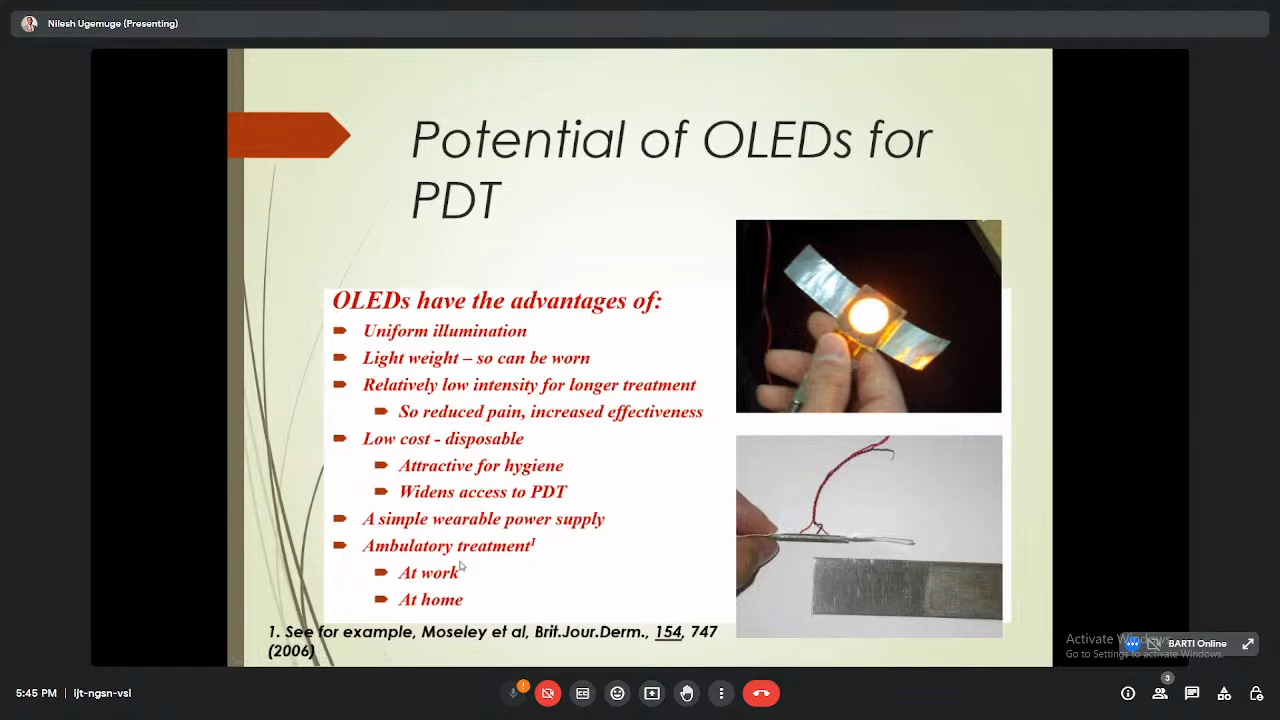 Nilesh Ugemuge (Presenting)
Potential of OLEDs for
PDT
OLEDs have the advantages of:
Uniform illumination
Light weight – so can be worn
Relatively low intensity for longer treatment
So reduced pain, increased effectiveness
Low cost - disposable
Attractive for hygiene
Widens access to PDT
A simple wearable power supply
Ambulatory treatment1
At work
At home
1. See for example, Moseley et al, Brit.Jour.Derm., 154, 747
(2006)
Activate Windows
Go to Settings to activate Windows.
BARTI Online
5:45 PM | ljt-ngsn-vsi
3